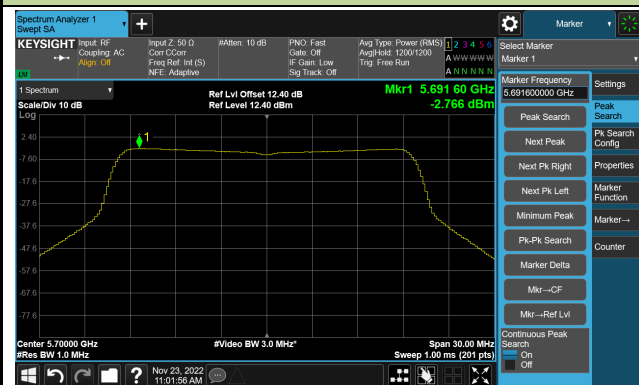 Spectrum Analyzer 1
Swept SA
+
Marker
KEYSIGHT
Input: RF
Coupling: AC
Align: Off
Input Z: 50 Ω
Corr CCorr
Freq Ref: Int (S)
NFE: Adaptive
#Atten: 10 dB
PNO: Fast
Gate: Off
IF Gain: Low
Sig Track: Off
Avg Type: Power (RMS)
Avg|Hold: 1200/1200
Trig: Free Run
1 2 3 4 5 6
A W W W W W
A N N N N N
LXI
Select Marker
Marker 1
1 Spectrum
Scale/Div 10 dB
Log
Ref Lvl Offset 12.40 dB
Ref Level 12.40 dBm
Mkr1 5.691 60 GHz
-2.766 dBm
1
2.40
-7.60
-17.6
-27.6
-37.6
-47.6
-57.6
-67.6
-77.6
Center 5.70000 GHz
#Res BW 1.0 MHz
#Video BW 3.0 MHz*
Span 30.00 MHz
Sweep 1.00 ms (201 pts)
Marker Frequency
5.691600000 GHz
Peak Search
Next Peak
Next Pk Right
Next Pk Left
Minimum Peak
Pk-Pk Search
Marker Delta
Mkr→CF
Mkr→Ref Lvl
Continuous Peak
Search
On
Off
Settings
Peak
Search
Pk Search
Config
Properties
Marker
Function
Marker→
Counter
?
Nov 23, 2022
11:01:56 AM